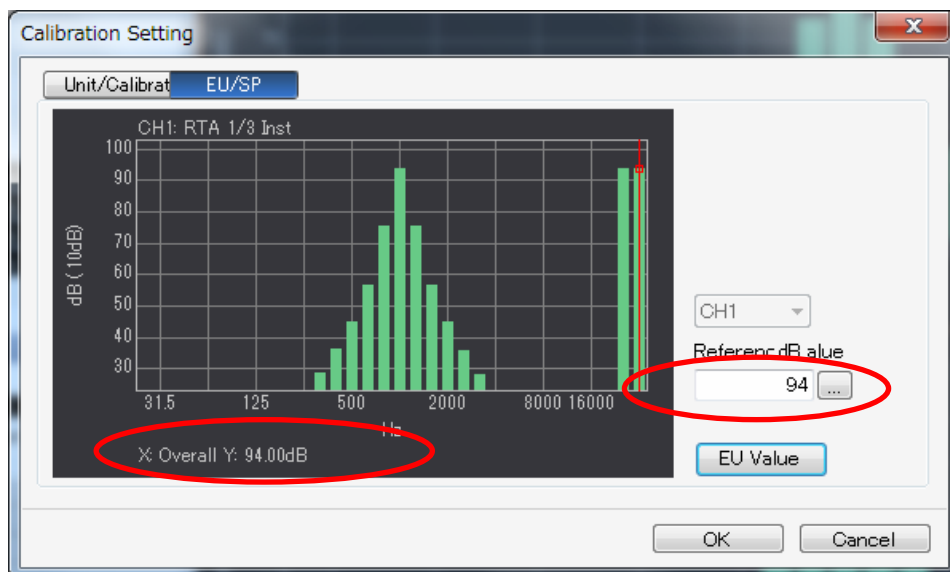 Calibration Setting
Unit/Calibrat EU/SP
CH1: RTA 1/3 Inst
100
90
80
70
60
50
40
30
dB (10dB)
31.5 125 500 2000 8000 16000
Hz
X: Overall Y: 94.00dB
CH1
Referenc dB alue
94 ...
EU Value
OK Cancel